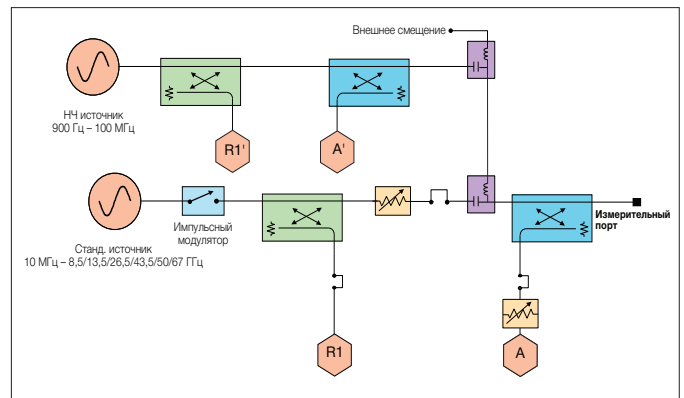 Внешнее смещение
НЧ источник
900 Гц – 100 МГц
R1'
A'
Импульсный
модулятор
Измерительный
порт
Станд. источник
10 МГц – 8,5/13,5/26,5/43,5/50/67 ГГц
R1
A